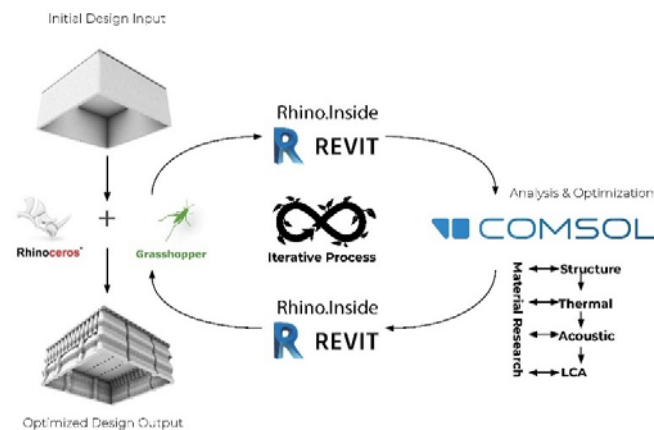 Initial Design Input
Rhino.Inside
REVIT
Analysis & Optimization
Rhinoceros
+
Grasshopper
Iterative Process
COMSOL
Material Research
Structure
Thermal
Acoustic
LCA
Rhino.Inside
REVIT
Optimized Design Output